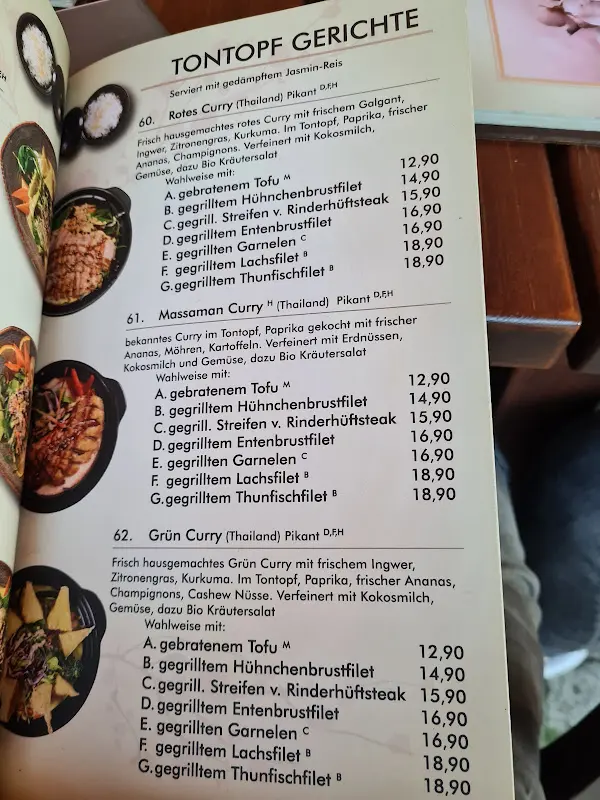 TONTOPF GERICHTE
Serviert mit gedämpftem Jasmin-Reis
60. Rotes Curry (Thailand) Pikant D,F,H
Frisch hausgemachtes rotes Curry mit frischem Galgant,
Ingwer, Zitronengras, Kurkuma. Im Tontopf, Paprika, frischer
Ananas, Champignons. Verfeinert mit Kokosmilch,
Gemüse, dazu Bio Kräutersalat
Wahlweise mit:
A. gebratenem Tofu M 12,90
B. gegrilltem Hühnchenbrustfilet 14,90
C. gegrill. Streifen v. Rinderhüftsteak 15,90
D. gegrilltem Entenbrustfilet 16,90
E. gegrillten Garnelen C 16,90
F. gegrilltem Lachsfilet B 18,90
G. gegrilltem Thunfischfilet B 18,90
61. Massaman Curry H (Thailand) Pikant D,F,H
bekanntes Curry im Tontopf, Paprika gekocht mit frischer
Ananas, Möhren, Kartoffeln. Verfeinert mit Erdnüssen,
Kokosmilch und Gemüse, dazu Bio Kräutersalat
Wahlweise mit:
A. gebratenem Tofu M 12,90
B. gegrilltem Hühnchenbrustfilet 14,90
C. gegrill. Streifen v. Rinderhüftsteak 15,90
D. gegrilltem Entenbrustfilet 16,90
E. gegrillten Garnelen C 16,90
F. gegrilltem Lachsfilet B 18,90
G. gegrilltem Thunfischfilet B 18,90
62. Grün Curry (Thailand) Pikant D,F,H
Frisch hausgemachtes Grün Curry mit frischem Ingwer,
Zitronengras, Kurkuma. Im Tontopf, Paprika, frischer Ananas,
Champignons, Cashew Nüsse. Verfeinert mit Kokosmilch,
Gemüse, dazu Bio Kräutersalat
Wahlweise mit:
A. gebratenem Tofu M 12,90
B. gegrilltem Hühnchenbrustfilet 14,90
C. gegrill. Streifen v. Rinderhüftsteak 15,90
D. gegrilltem Entenbrustfilet 16,90
E. gegrillten Garnelen C 16,90
F. gegrilltem Lachsfilet B 18,90
G. gegrilltem Thunfischfilet B 18,90